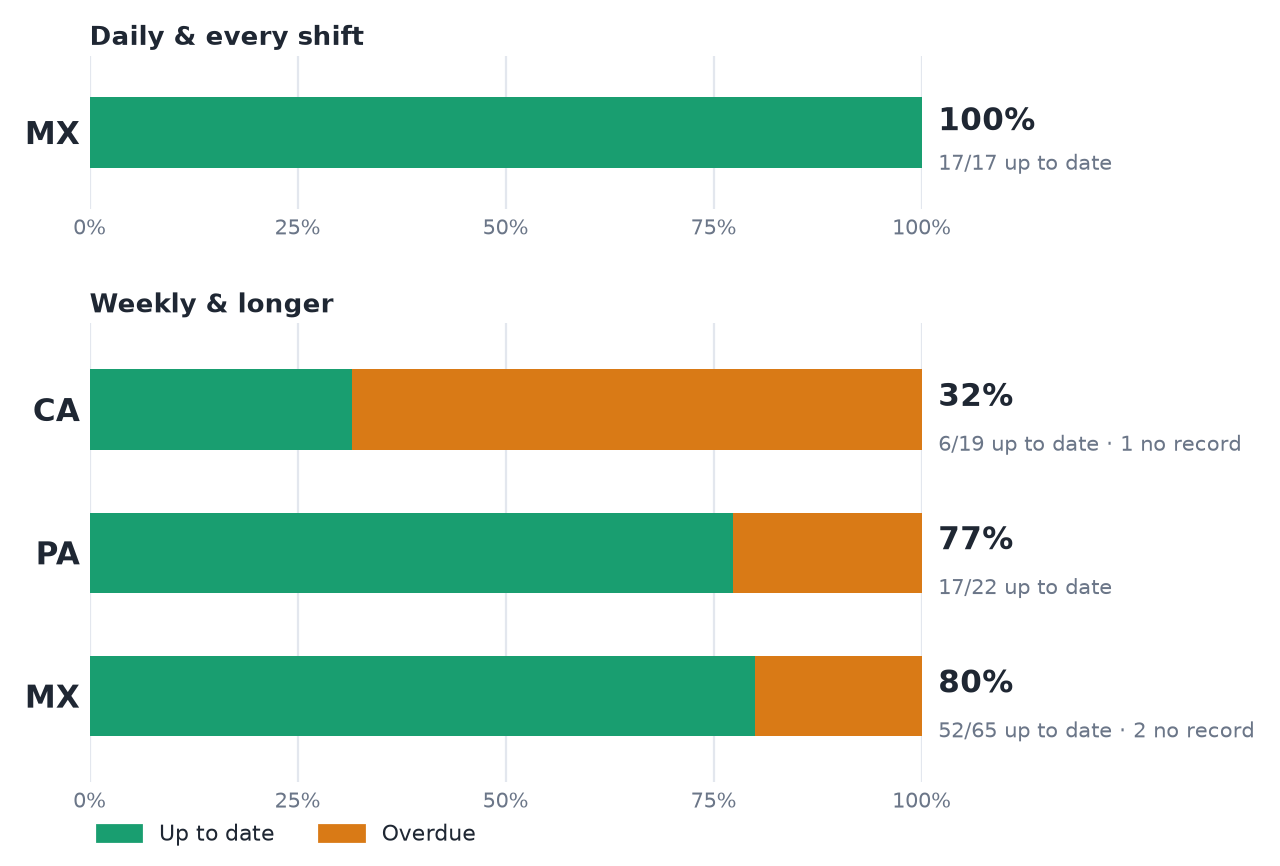 Daily & every shift
MX
100%
17/17 up to date
0% 25% 50% 75% 100%
Weekly & longer
CA
32%
6/19 up to date · 1 no record
PA
77%
17/22 up to date
MX
80%
52/65 up to date · 2 no record
0% 25% 50% 75% 100%
Up to date Overdue